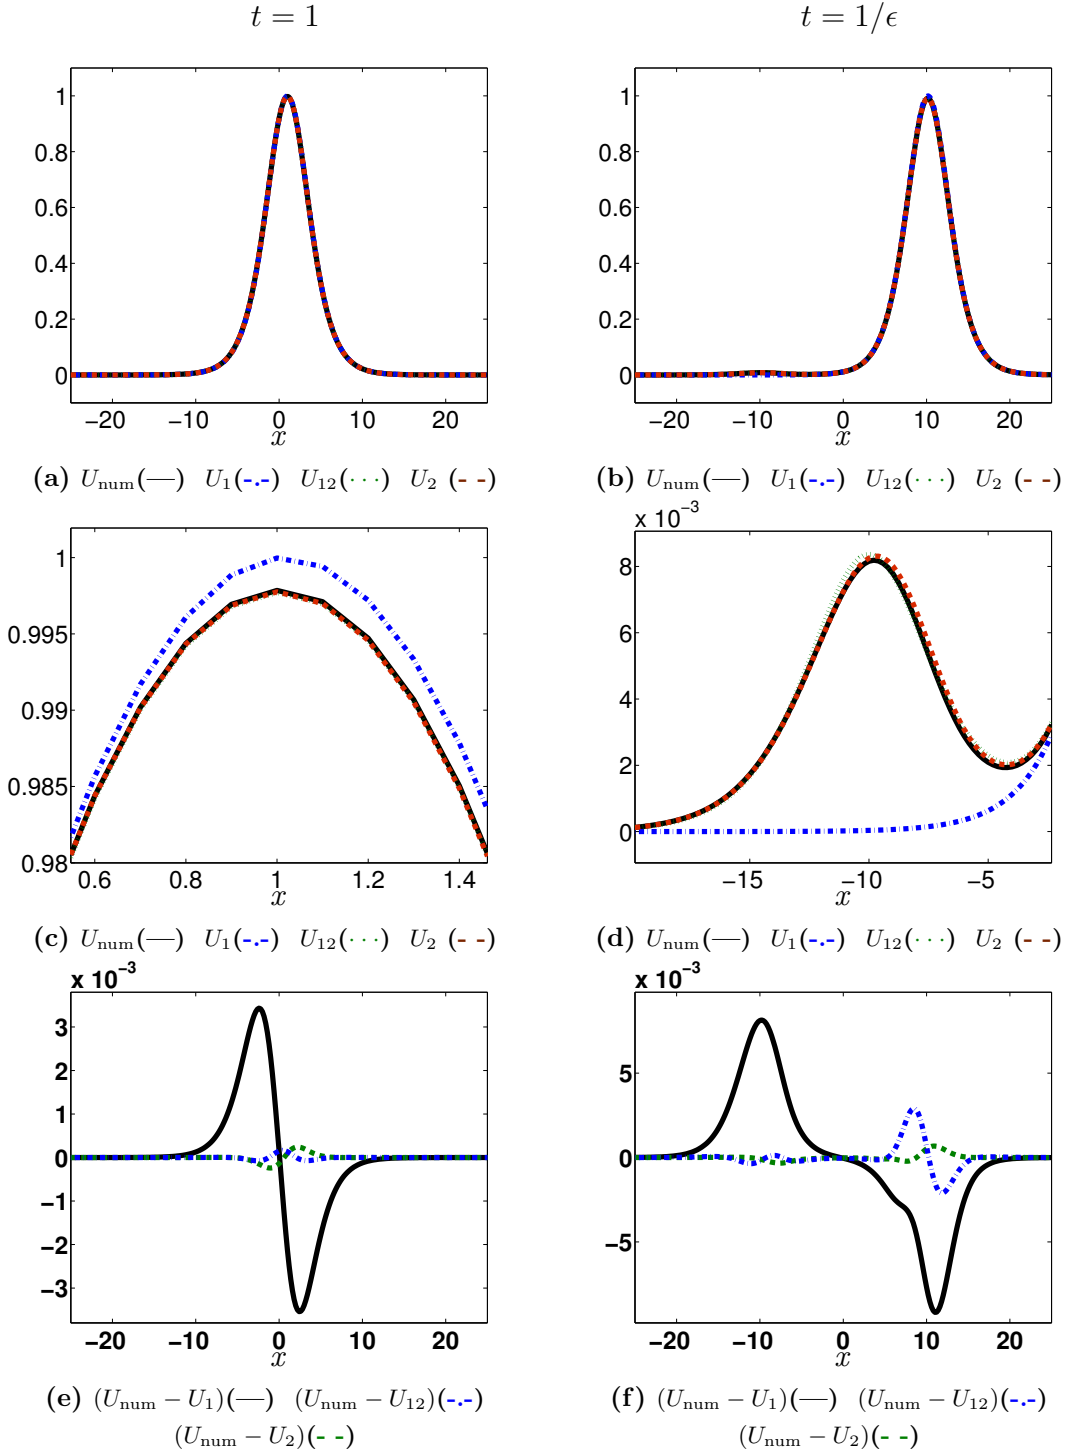 t = 1
t = 1/ϵ
1
0.8
0.6
0.4
0.2
0
−20 −10 0 10 20
x
1
0.8
0.6
0.4
0.2
0
−20 −10 0 10 20
x
(a) U_num(—) U_1(-.-) U_12(···) U_2 (- -)
(b) U_num(—) U_1(-.-) U_12(···) U_2 (- -)
1
0.995
0.99
0.985
0.98
0.6 0.8 1 1.2 1.4
x
x 10^−3
8
6
4
2
0
−15 −10 −5
x
(c) U_num(—) U_1(-.-) U_12(···) U_2 (- -)
(d) U_num(—) U_1(-.-) U_12(···) U_2 (- -)
x 10^−3
3
2
1
0
−1
−2
−3
−20 −10 0 10 20
x
x 10^−3
5
0
−5
−20 −10 0 10 20
x
(e) (U_num − U_1)(—) (U_num − U_12)(-.-)
(U_num − U_2)(- -)
(f) (U_num − U_1)(—) (U_num − U_12)(-.-)
(U_num − U_2)(- -)